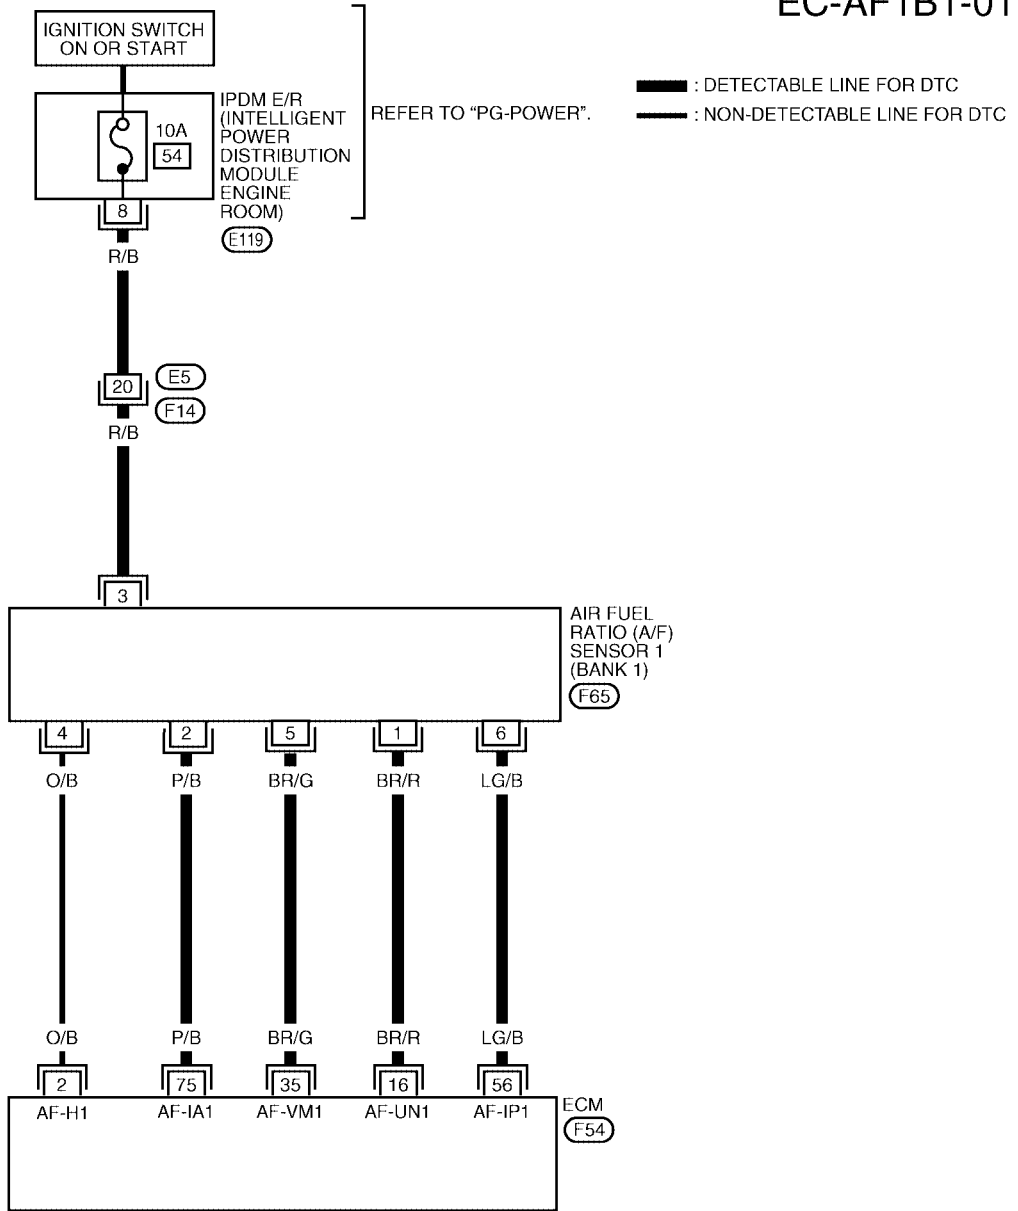 EC-AF1B1-01
IGNITION SWITCH
ON OR START
IPDM E/R
(INTELLIGENT
POWER
DISTRIBUTION
MODULE
ENGINE
ROOM)
E119
10A
54
8
REFER TO "PG-POWER".
: DETECTABLE LINE FOR DTC
: NON-DETECTABLE LINE FOR DTC
R/B
20
E5
F14
R/B
3
AIR FUEL
RATIO (A/F)
SENSOR 1
(BANK 1)
F65
4 2 5 1 6
O/B P/B BR/G BR/R LG/B
O/B P/B BR/G BR/R LG/B
2 75 35 16 56
AF-H1 AF-IA1 AF-VM1 AF-UN1 AF-IP1
ECM
F54